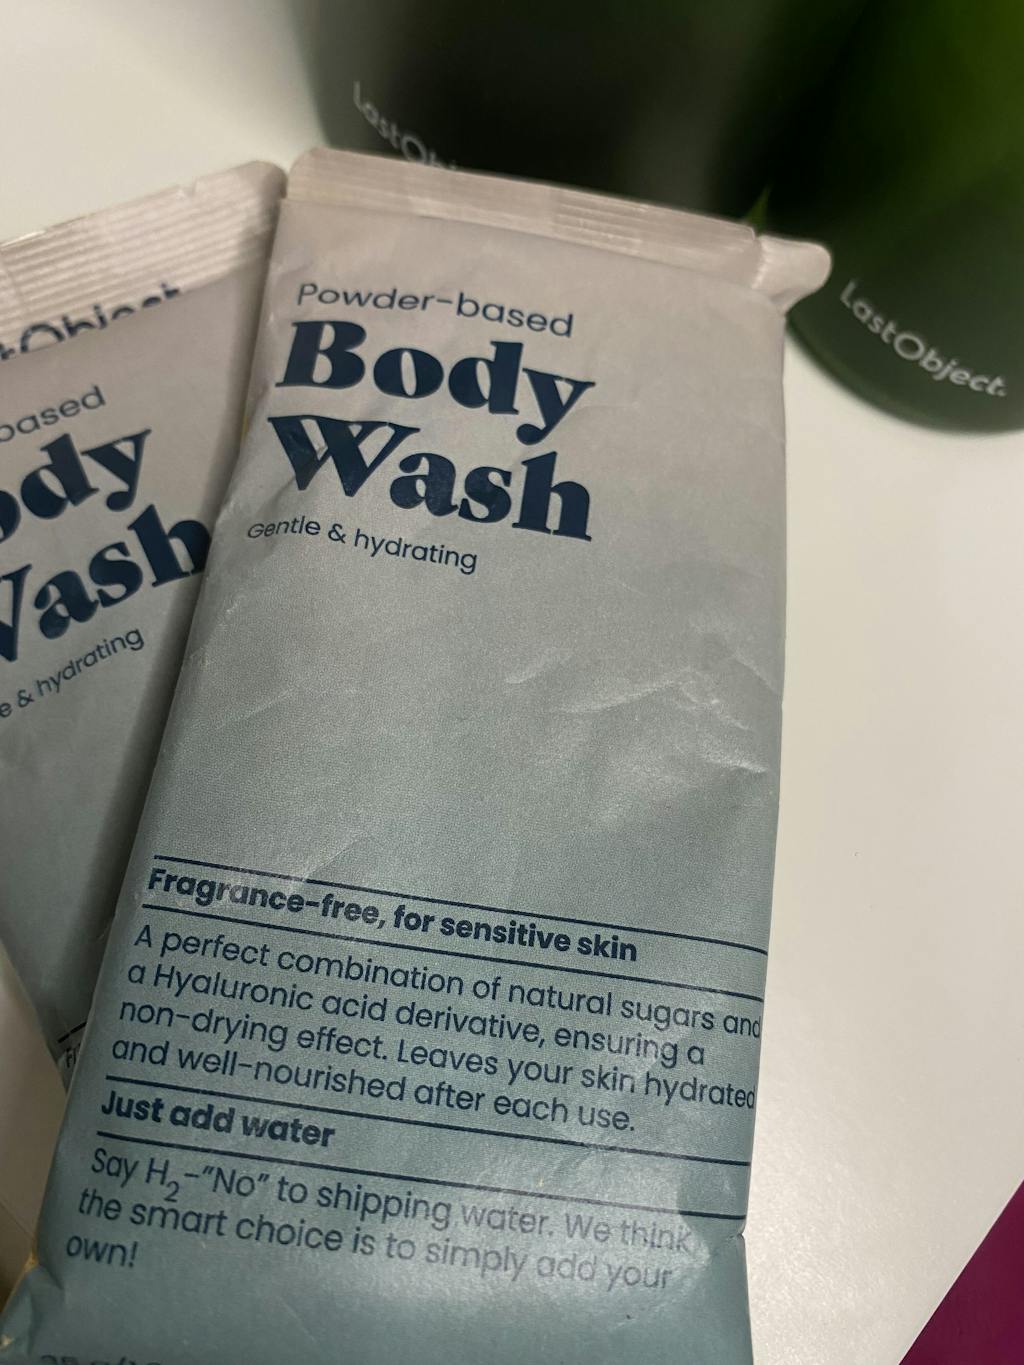 LastOb
LastObject.
Powder-based
Body
Wash
Gentle & hydrating
Fragrance-free, for sensitive skin
A perfect combination of natural sugars and
a Hyaluronic acid derivative, ensuring a
non-drying effect. Leaves your skin hydrated
and well-nourished after each use.
Just add water
Say H2-"No" to shipping water. We think
the smart choice is to simply add your
own!
tObject
based
ody
Wash
e & hydrating